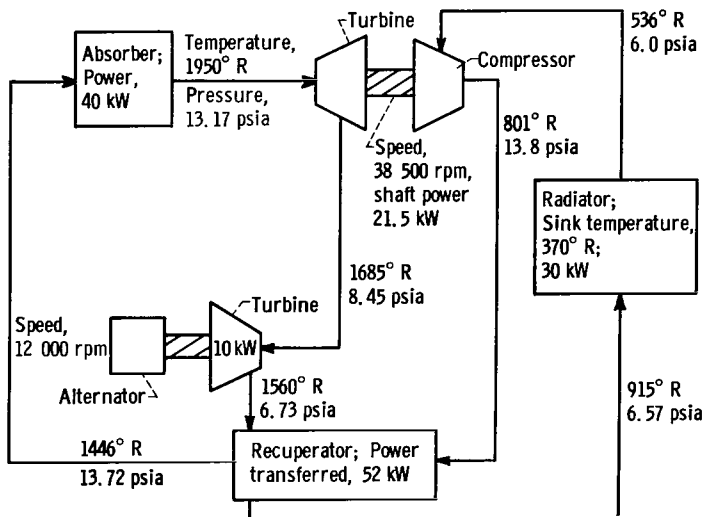 Turbine
Absorber;
Power,
40 kW
Temperature,
1950° R
Pressure,
13.17 psia
Compressor
536° R
6.0 psia
801° R
13.8 psia
Speed,
38 500 rpm,
shaft power
21.5 kW
Radiator;
Sink temperature,
370° R;
30 kW
1685° R
8.45 psia
Turbine
Speed,
12 000 rpm
10 kW
Alternator
1560° R
6.73 psia
915° R
6.57 psia
1446° R
13.72 psia
Recuperator; Power
transferred, 52 kW